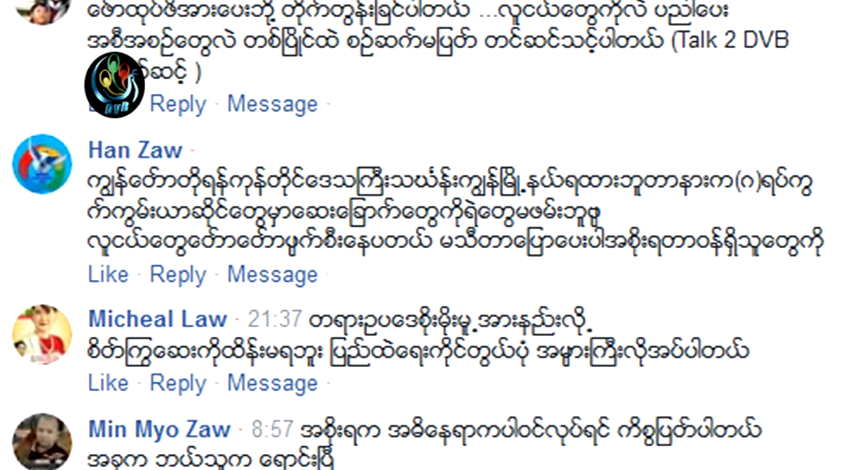 ဖော်ထုပ်ဖိအားပေးဘို့ တိုက်တွန်းခြင်ပါတယ် ...လူငယ်တွေကိုလဲ ပညာပေး
အစီအစဉ်တွေလဲ တစ်ပြိုင်ထဲ စဉ်ဆက်မပြတ် တင်ဆင်သင့်ပါတယ် (Talk 2 DVB
ဆင့် )
Reply · Message ·
Han Zaw ·
ကျွန်တော်တိုရန်ကုန်တိုင်ဒေသကြီးသင်္ဃန်းကျွန်မြို့နယ်ရထားဘူတာနားက(ဂ)ရပ်ကွ
က်ကွမ်းယာဆိုင်တွေမှာဆေးခြောက်တွေကိုရဲတွေမဖမ်းဘူဗျ
လူငယ်တွေတော်တော်ပျက်စီးနေပတယ် မသိတာပြောပေးပါအစိုးရတာဝန်ရှိသူတွေကို
Like · Reply · Message ·
Micheal Law · 21:37 တရားဥပဒေစိုးမိုးမှု့အားနည်းလို့
စိတ်ကြွဆေးကိုထိန်းမရဘူး ပြည်ထဲရေးကိုင်တွယ်ပုံ အများကြီးလိုအပ်ပါတယ်
Like · Reply · Message ·
Min Myo Zaw · 8:57 အစိုးရက အဓိနေရာကပါဝင်လုပ်ရင် ကိစ္စပြတ်ပါတယ်
အခုက ဘယ်သူက ရောင်းပြီ